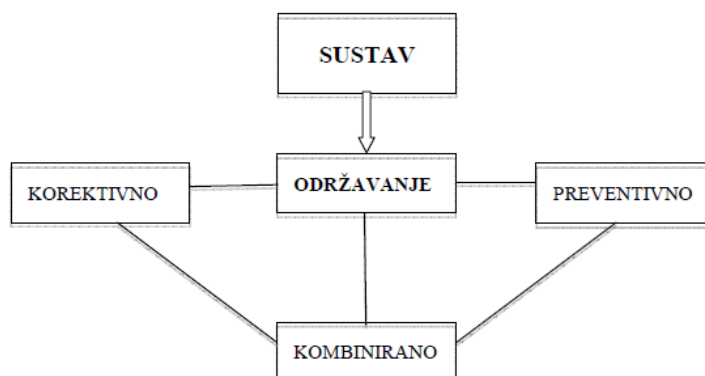 SUSTAV
ODRŽAVANJE
KOREKTIVNO
PREVENTIVNO
KOMBINIRANO